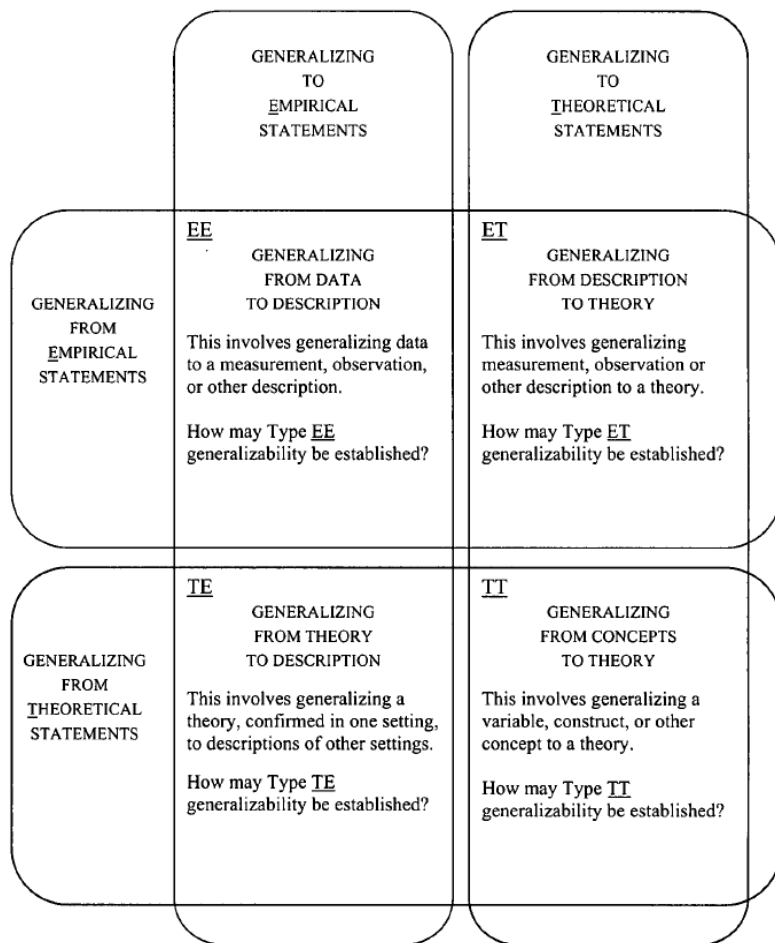 GENERALIZING
TO
EMPIRICAL
STATEMENTS
GENERALIZING
TO
THEORETICAL
STATEMENTS
GENERALIZING
FROM
EMPIRICAL
STATEMENTS
EE
GENERALIZING
FROM DATA
TO DESCRIPTION
This involves generalizing data
to a measurement, observation,
or other description.
How may Type EE
generalizability be established?
ET
GENERALIZING
FROM DESCRIPTION
TO THEORY
This involves generalizing
measurement, observation or
other description to a theory.
How may Type ET
generalizability be established?
GENERALIZING
FROM
THEORETICAL
STATEMENTS
TE
GENERALIZING
FROM THEORY
TO DESCRIPTION
This involves generalizing a
theory, confirmed in one setting,
to descriptions of other settings.
How may Type TE
generalizability be established?
TT
GENERALIZING
FROM CONCEPTS
TO THEORY
This involves generalizing a
variable, construct, or other
concept to a theory.
How may Type TT
generalizability be established?